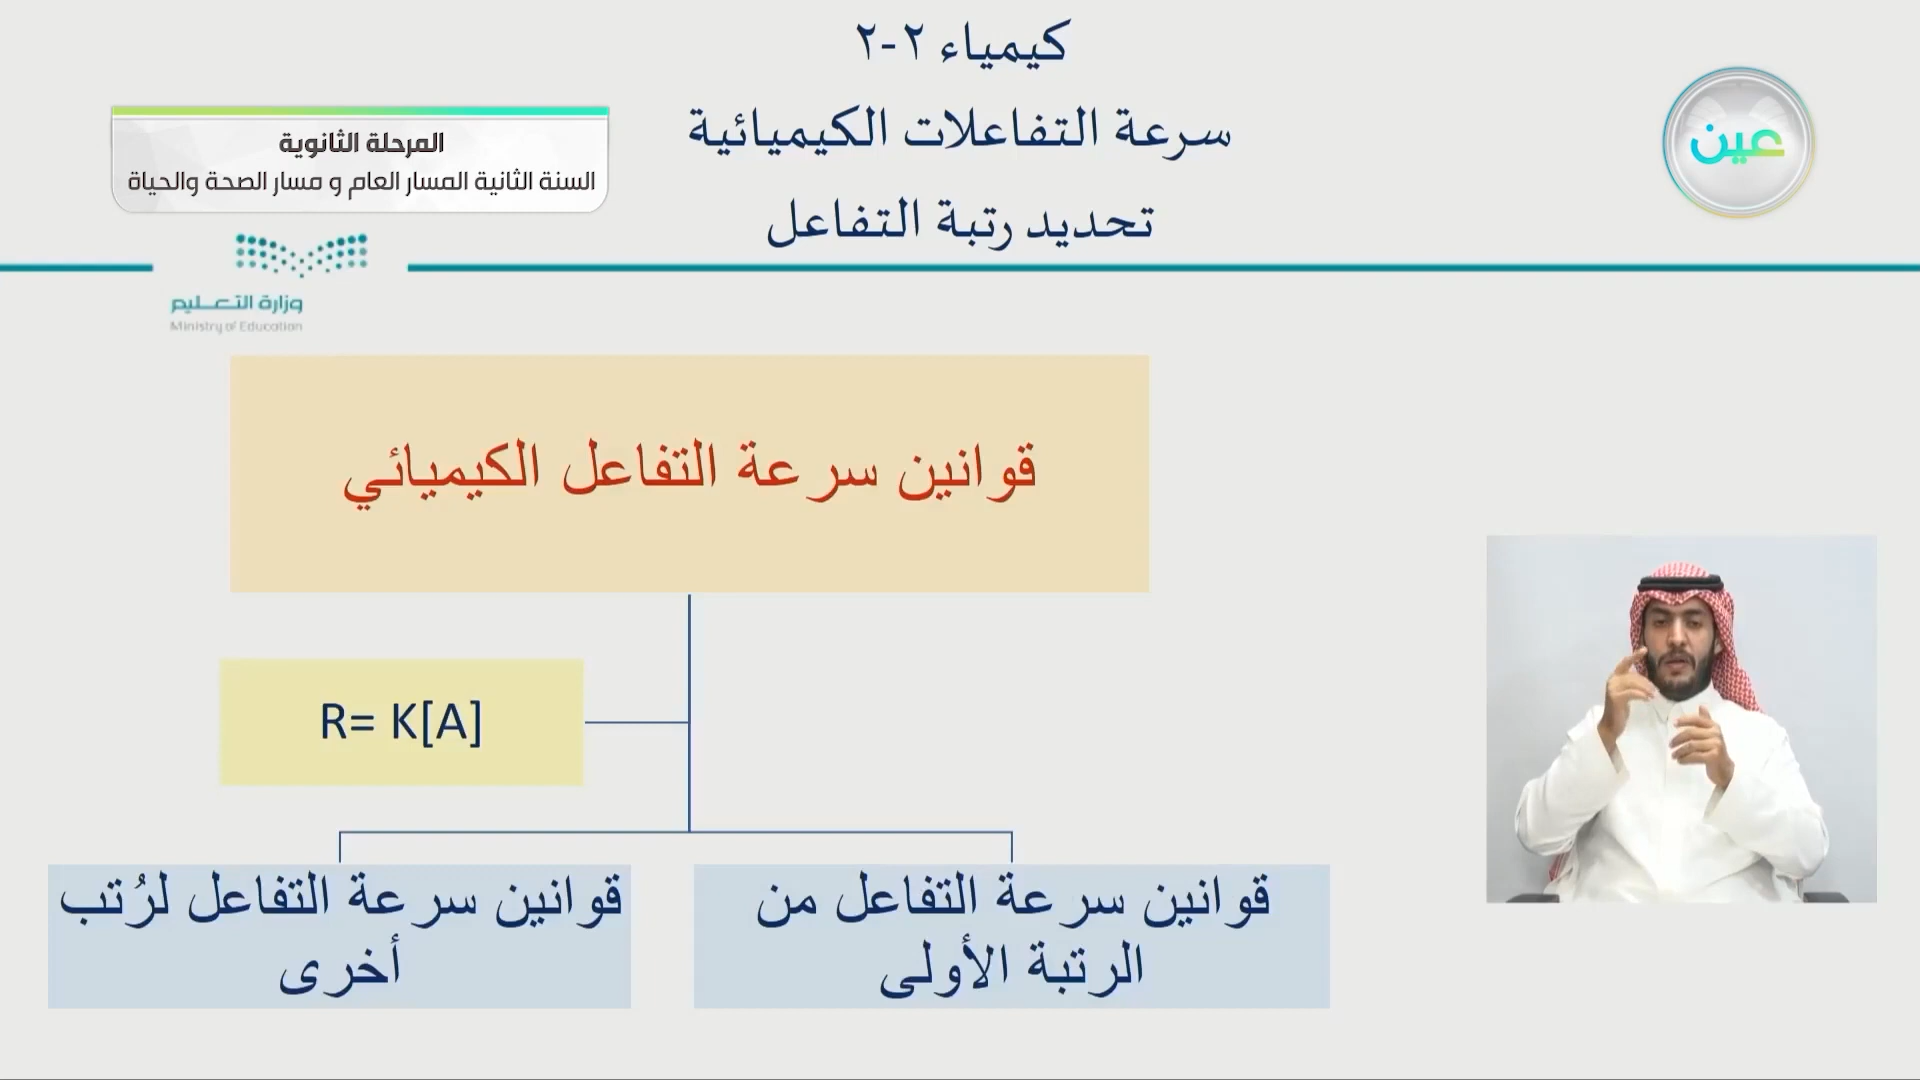 كيمياء ٢-٢
سرعة التفاعلات الكيميائية
تحديد رتبة التفاعل
عين
المرحلة الثانوية
السنة الثانية المسار العام و مسار الصحة والحياة
وزارة التعليم
Ministry of Education
قوانين سرعة التفاعل الكيميائي
R= K[A]
قوانين سرعة التفاعل من
الرتبة الأولى
قوانين سرعة التفاعل لرُتب
أخرى